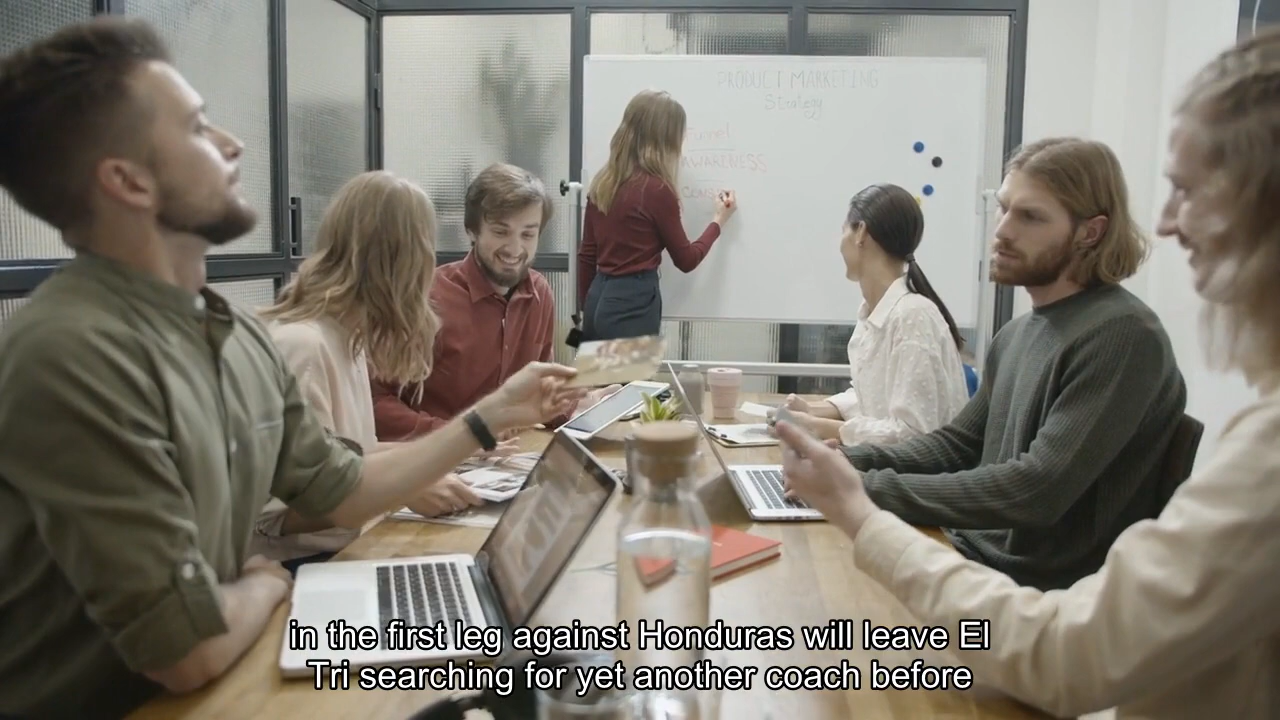 PRODUCT MARKETING
Strategy
Funnel
AWARENESS
in the first leg against Honduras will leave El
Tri searching for yet another coach before